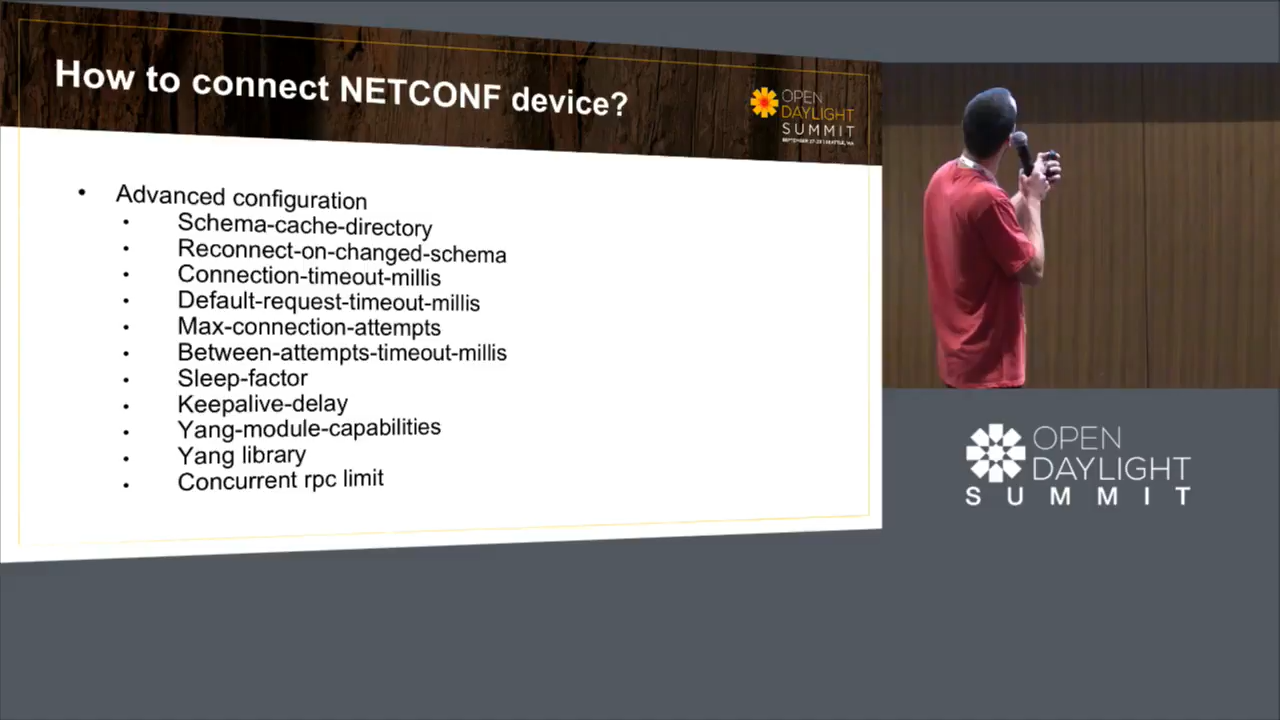 How to connect NETCONF device?
OPEN
DAYLIGHT
SUMMIT
• Advanced configuration
• Schema-cache-directory
• Reconnect-on-changed-schema
• Connection-timeout-millis
• Default-request-timeout-millis
• Max-connection-attempts
• Between-attempts-timeout-millis
• Sleep-factor
• Keepalive-delay
• Yang-module-capabilities
• Yang library
• Concurrent rpc limit
OPEN
DAYLIGHT
SUMMIT